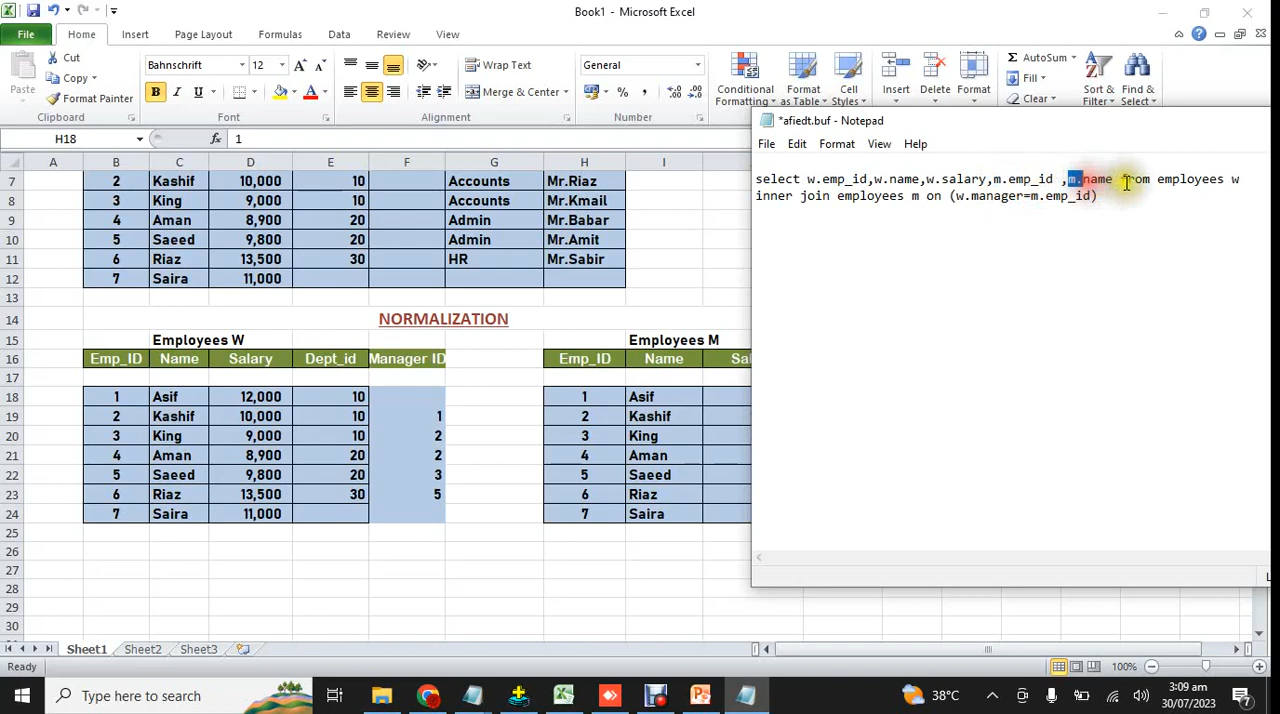 Book1 - Microsoft Excel
File Home Insert Page Layout Formulas Data Review View
Paste
Cut
Copy
Format Painter
Clipboard
Bahnschrift 12
B I U
Font
Wrap Text
Merge & Center
Alignment
General
Number
Conditional Formatting
Format as Table
Cell Styles
Insert Delete Format
AutoSum
Fill
Clear
Sort & Filter
Find & Select
H18 fx 1
A B C D E F G H I
7 2 Kashif 10,000 10 Accounts Mr.Riaz
8 3 King 9,000 10 Accounts Mr.Kmail
9 4 Aman 8,900 20 Admin Mr.Babar
10 5 Saeed 9,800 20 Admin Mr.Amit
11 6 Riaz 13,500 30 HR Mr.Sabir
12 7 Saira 11,000
13
14 NORMALIZATION
15 Employees W Employees M
16 Emp_ID Name Salary Dept_id Manager ID Emp_ID Name Sal
17
18 1 Asif 12,000 10 1 Asif
19 2 Kashif 10,000 10 1 2 Kashif
20 3 King 9,000 10 2 3 King
21 4 Aman 8,900 20 2 4 Aman
22 5 Saeed 9,800 20 3 5 Saeed
23 6 Riaz 13,500 30 5 6 Riaz
24 7 Saira 11,000 7 Saira
25
26
27
28
29
30
*afiedt.buf - Notepad
File Edit Format View Help
select w.emp_id,w.name,w.salary,m.emp_id ,m.name from employees w
inner join employees m on (w.manager=m.emp_id)
Sheet1 Sheet2 Sheet3
Ready 100%
Type here to search
38°C
3:09 am
30/07/2023
7